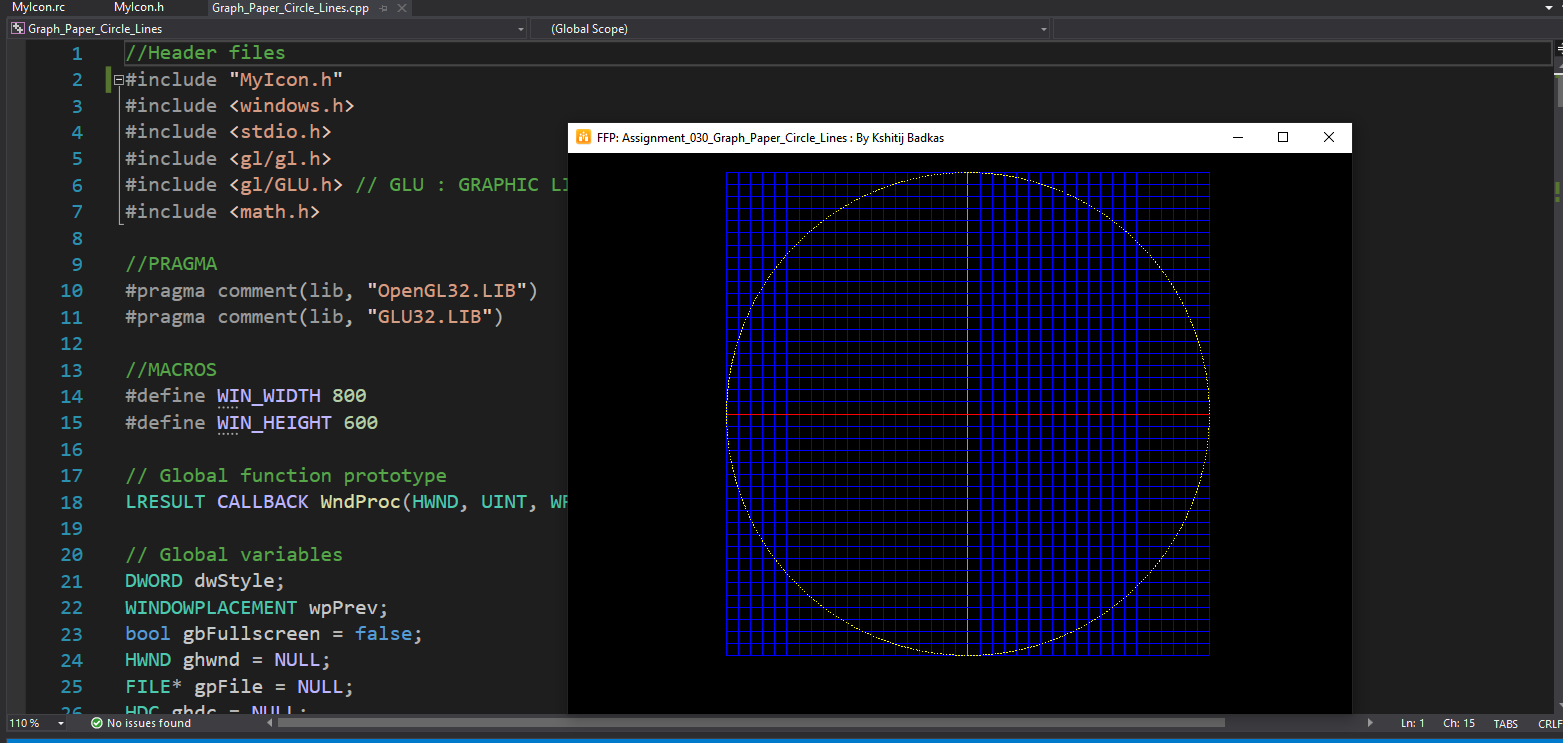 MyIcon.rc MyIcon.h Graph_Paper_Circle_Lines.cpp
Graph_Paper_Circle_Lines (Global Scope)
1 //Header files
2 #include "MyIcon.h"
3 #include <windows.h>
4 #include <stdio.h>
5 #include <gl/gl.h>
6 #include <gl/GLU.h> // GLU : GRAPHIC LI
7 #include <math.h>
8
9 //PRAGMA
10 #pragma comment(lib, "OpenGL32.LIB")
11 #pragma comment(lib, "GLU32.LIB")
12
13 //MACROS
14 #define WIN_WIDTH 800
15 #define WIN_HEIGHT 600
16
17 // Global function prototype
18 LRESULT CALLBACK WndProc(HWND, UINT, WP
19
20 // Global variables
21 DWORD dwStyle;
22 WINDOWPLACEMENT wpPrev;
23 bool gbFullscreen = false;
24 HWND ghwnd = NULL;
25 FILE* gpFile = NULL;
26 HDC ghdc = NULL;
FFP: Assignment_030_Graph_Paper_Circle_Lines : By Kshitij Badkas
110 % No issues found Ln: 1 Ch: 15 TABS CRLF